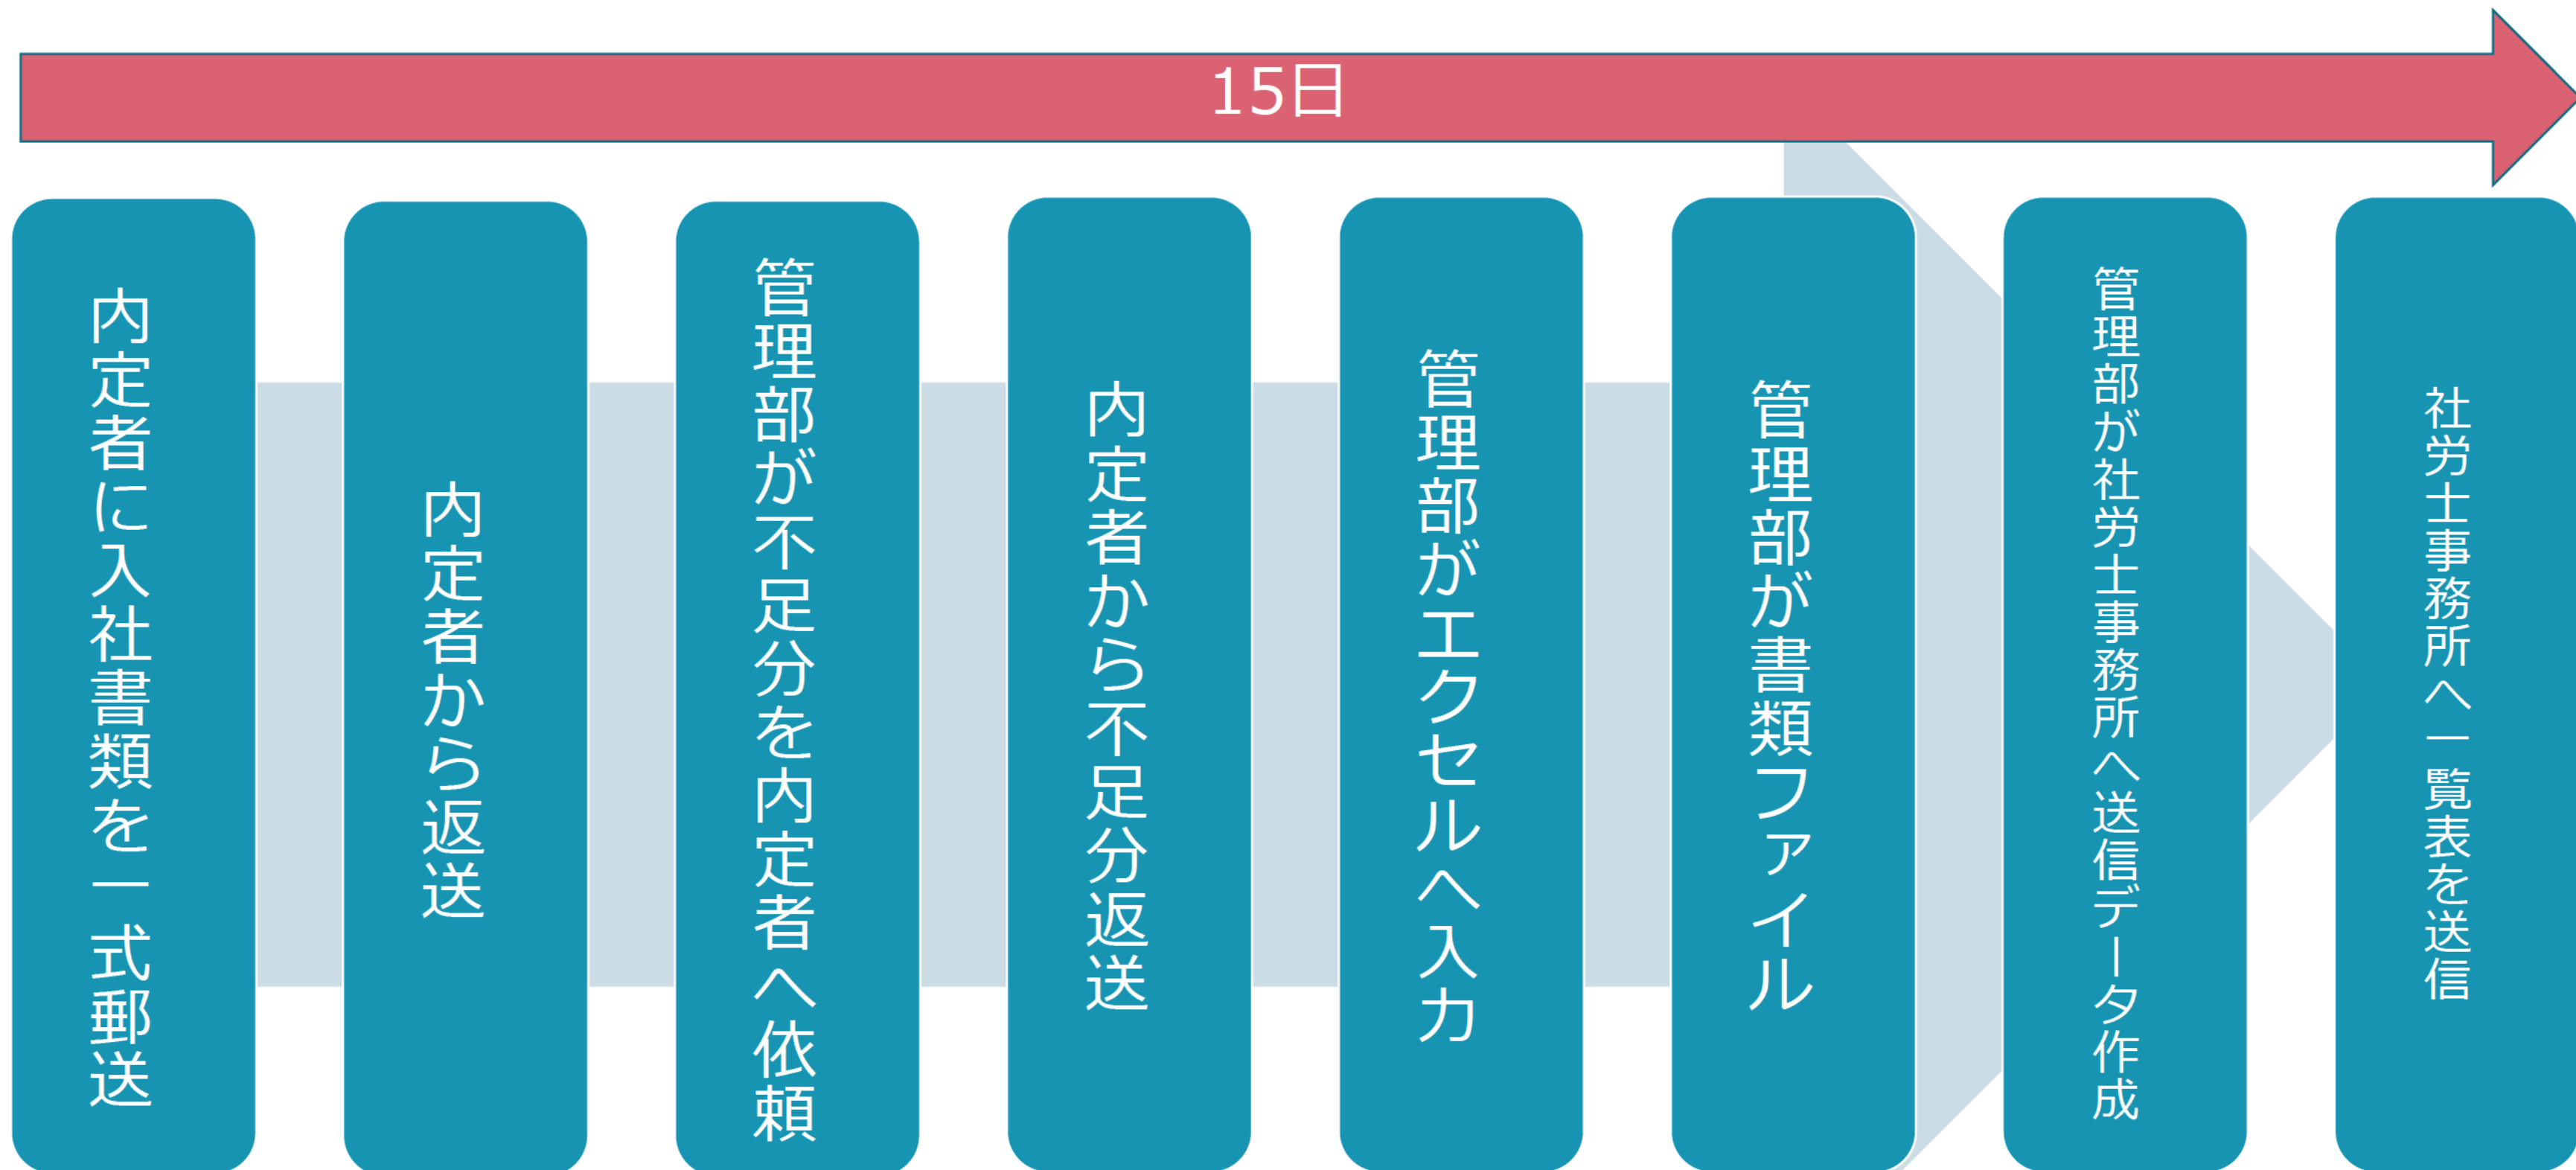 15日
内定者に入社書類を一式郵送
内定者から返送
管理部が不足分を内定者へ依頼
内定者から不足分返送
管理部がエクセルへ入力
管理部が書類ファイル
管理部が社労士事務所へ送信データ作成
社労士事務所へ一覧表を送信